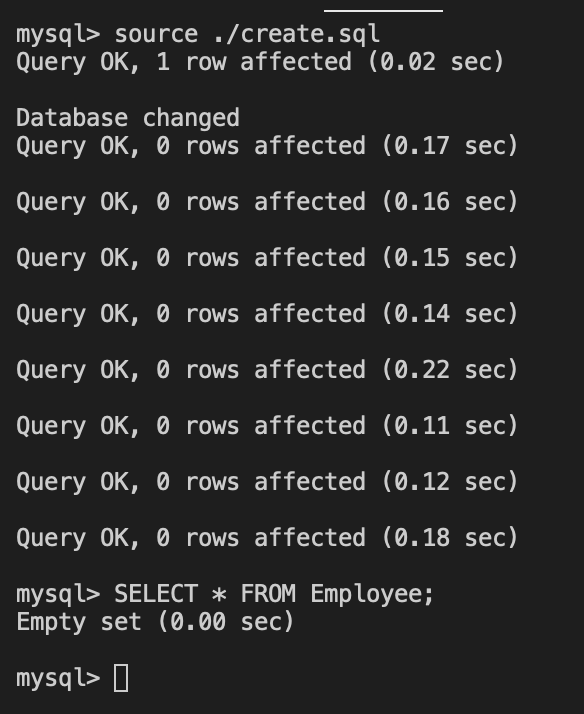 mysql> source ./create.sql
Query OK, 1 row affected (0.02 sec)
Database changed
Query OK, 0 rows affected (0.17 sec)
Query OK, 0 rows affected (0.16 sec)
Query OK, 0 rows affected (0.15 sec)
Query OK, 0 rows affected (0.14 sec)
Query OK, 0 rows affected (0.22 sec)
Query OK, 0 rows affected (0.11 sec)
Query OK, 0 rows affected (0.12 sec)
Query OK, 0 rows affected (0.18 sec)
mysql> SELECT * FROM Employee;
Empty set (0.00 sec)
mysql>